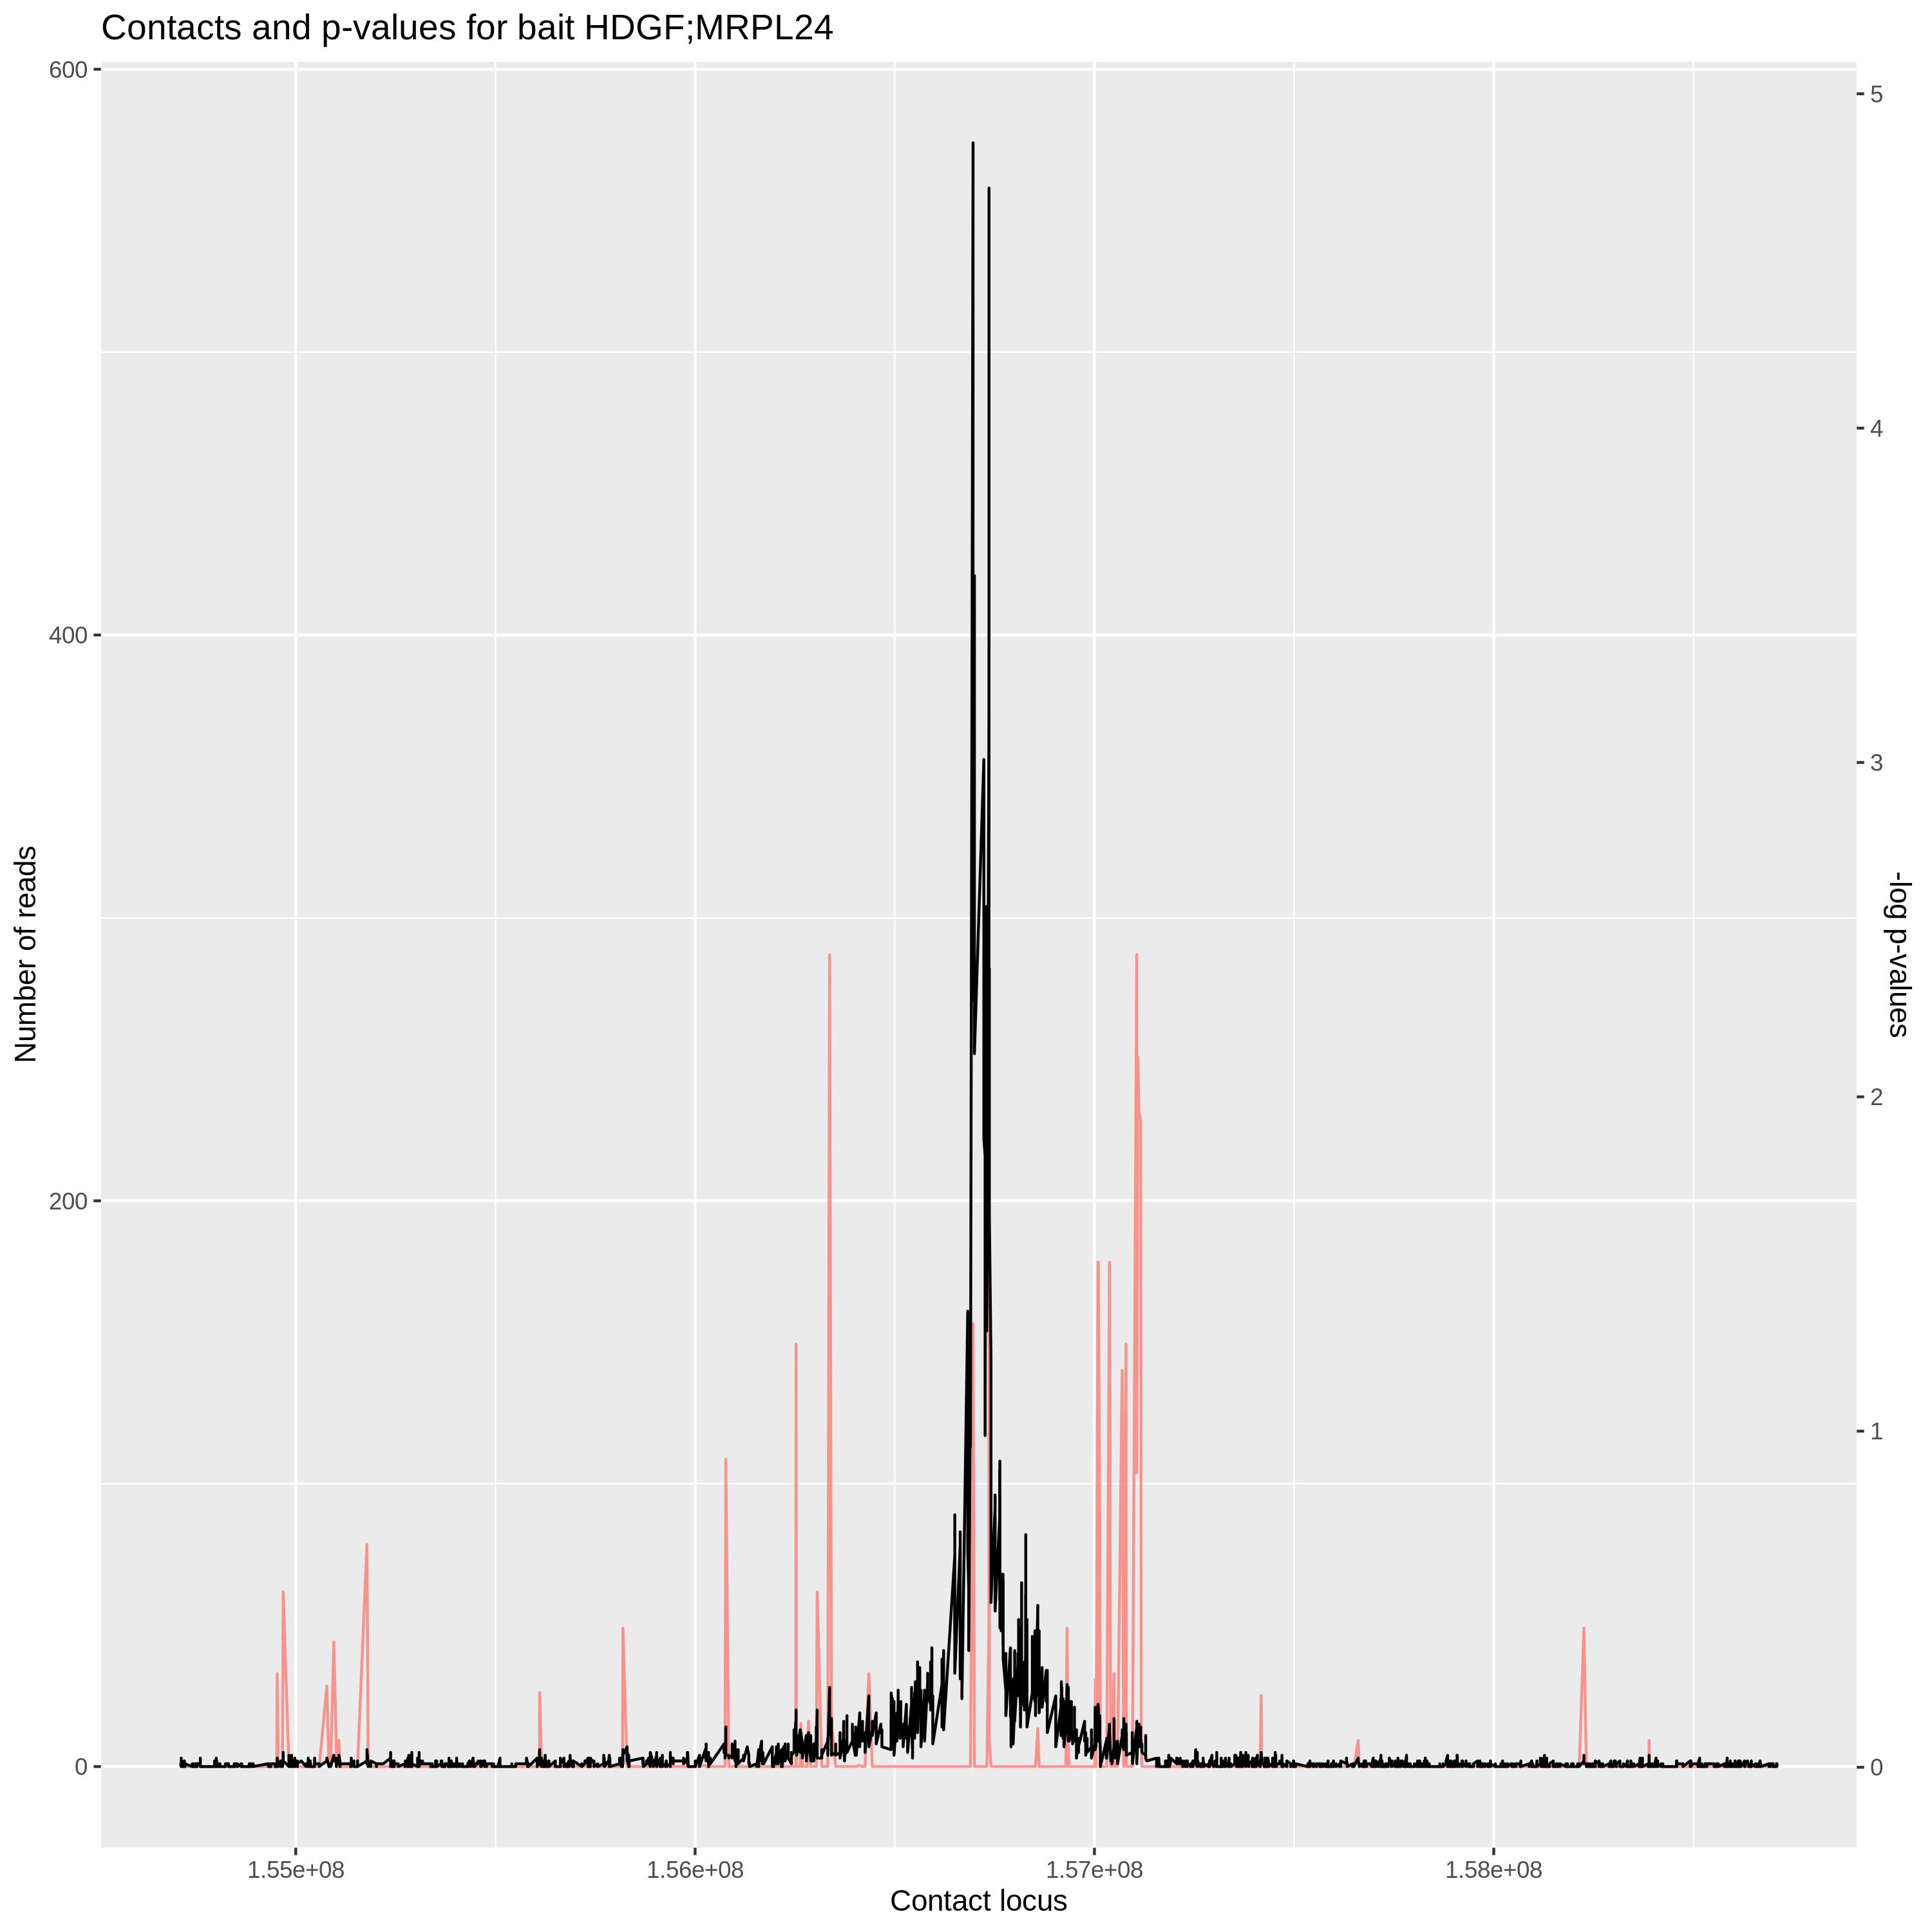 Contacts and p-values for bait HDGF;MRPL24
600
400
200
0
Number of reads
5
4
3
2
1
0
-log p-values
1.55e+08
1.56e+08
1.57e+08
1.58e+08
Contact locus